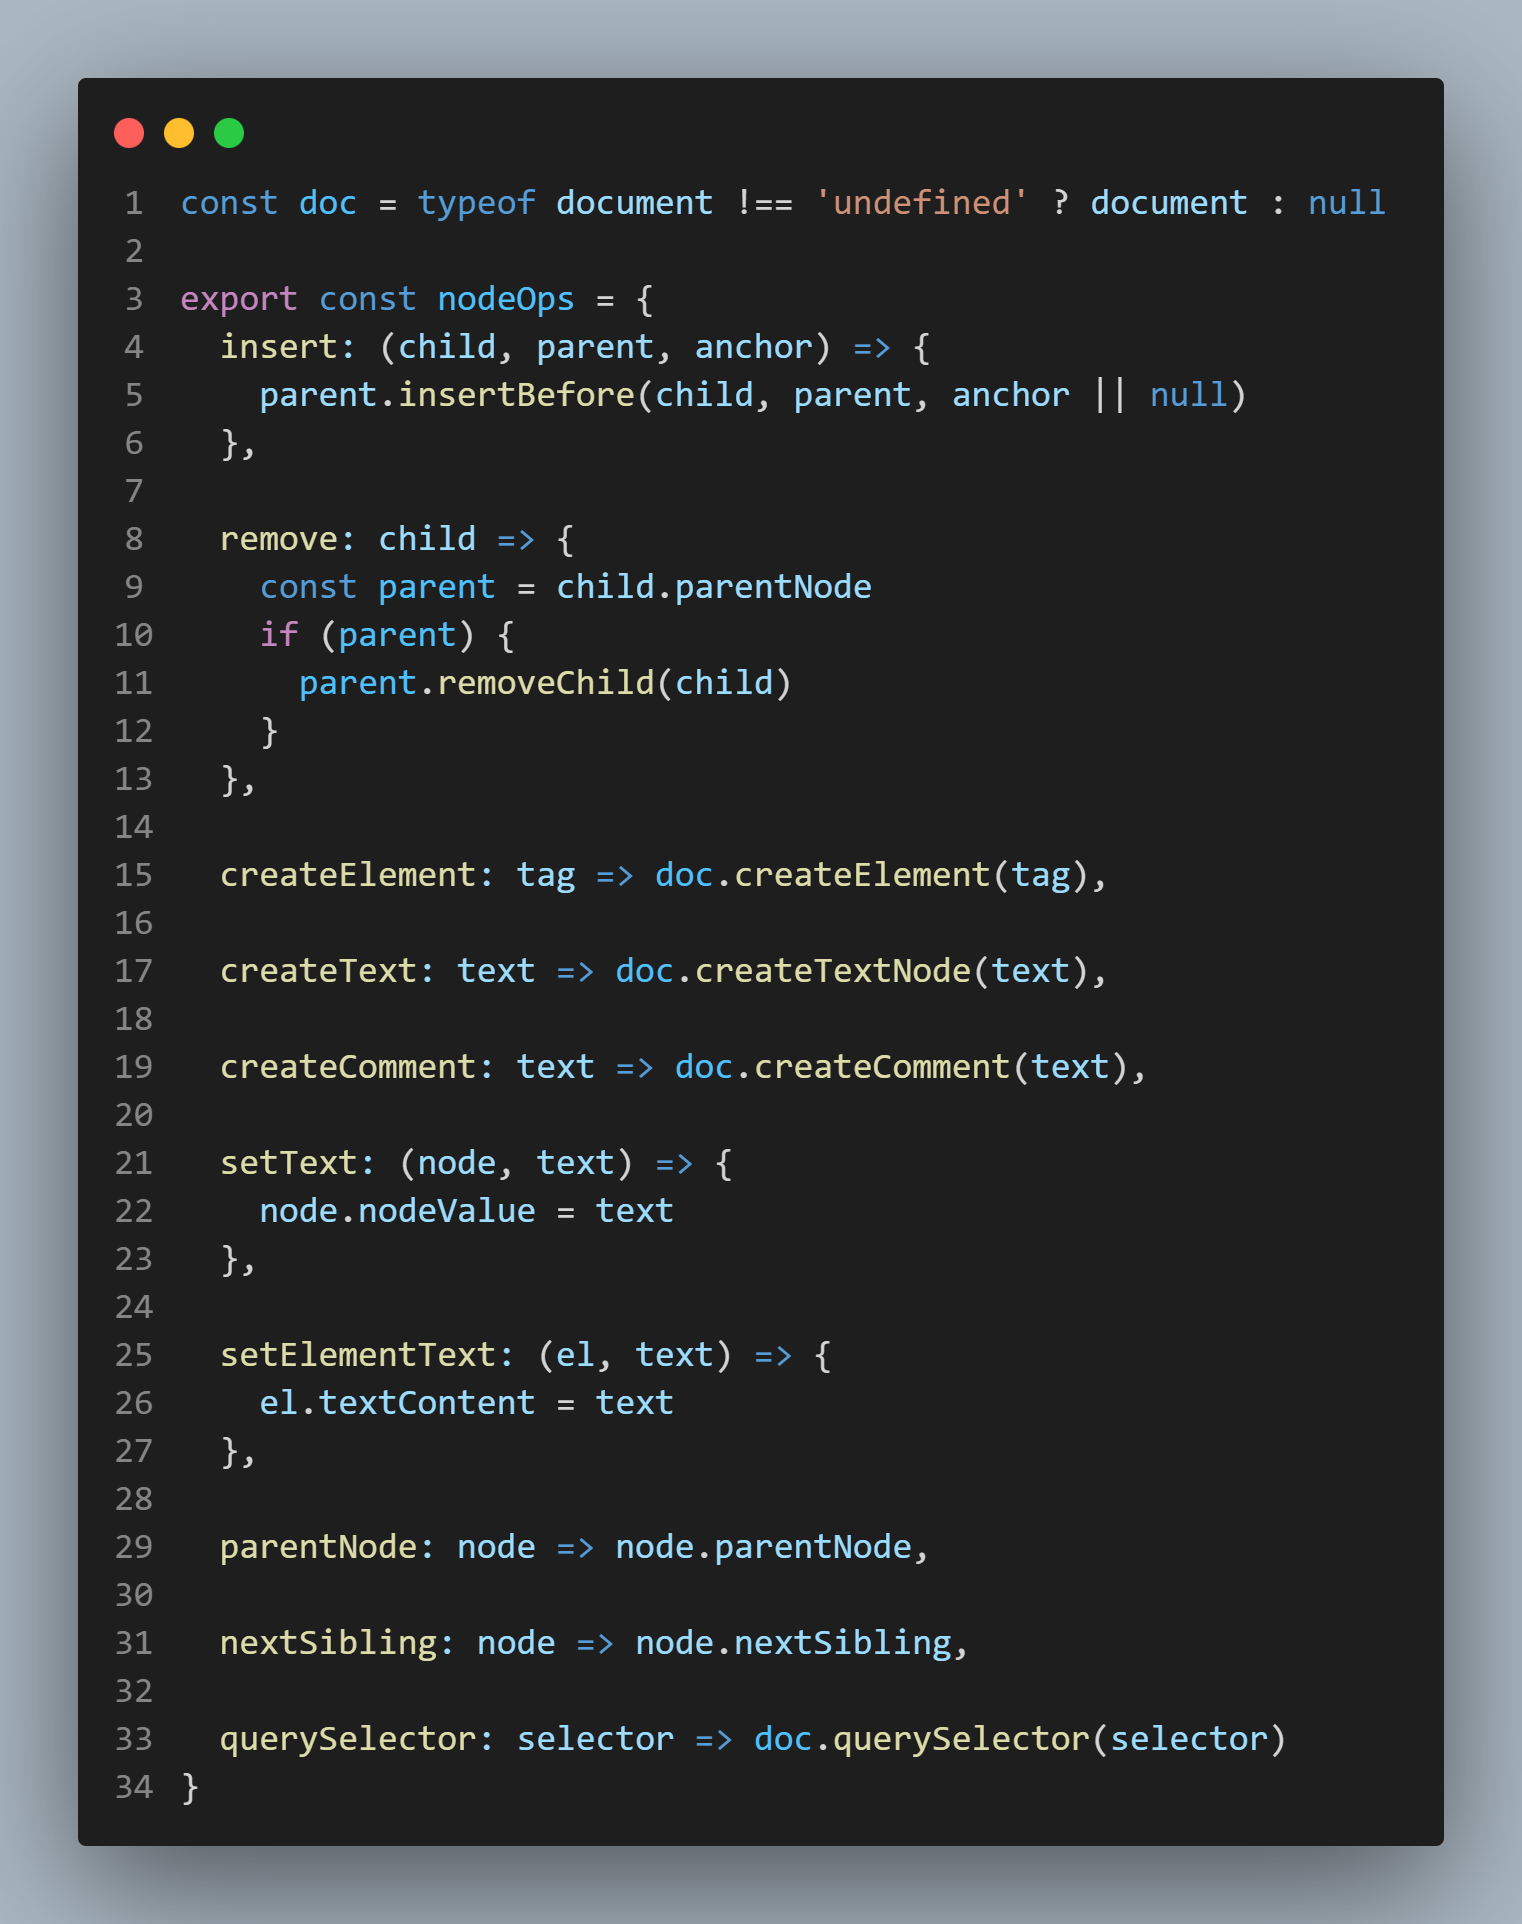 1 const doc = typeof document !== 'undefined' ? document : null
2
3 export const nodeOps = {
4   insert: (child, parent, anchor) => {
5     parent.insertBefore(child, parent, anchor || null)
6   },
7
8   remove: child => {
9     const parent = child.parentNode
10     if (parent) {
11       parent.removeChild(child)
12     }
13   },
14
15   createElement: tag => doc.createElement(tag),
16
17   createText: text => doc.createTextNode(text),
18
19   createComment: text => doc.createComment(text),
20
21   setText: (node, text) => {
22     node.nodeValue = text
23   },
24
25   setElementText: (el, text) => {
26     el.textContent = text
27   },
28
29   parentNode: node => node.parentNode,
30
31   nextSibling: node => node.nextSibling,
32
33   querySelector: selector => doc.querySelector(selector)
34 }